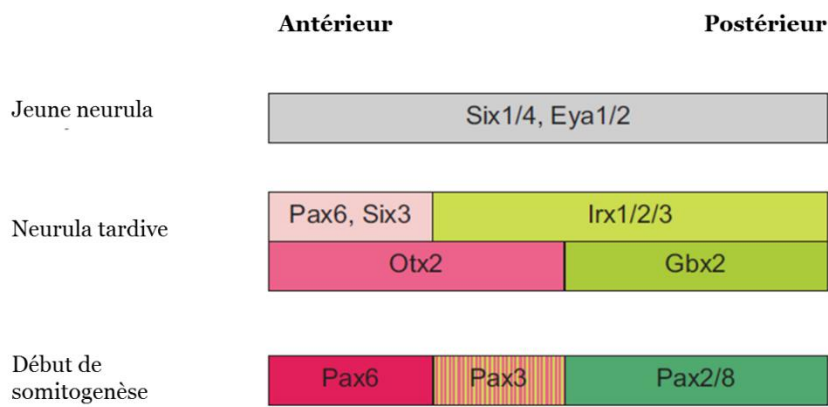 Antérieur Postérieur
Jeune neurula
Six1/4, Eya1/2
Neurula tardive
Pax6, Six3 Irx1/2/3
Otx2 Gbx2
Début de
somitogenèse
Pax6 Pax3 Pax2/8